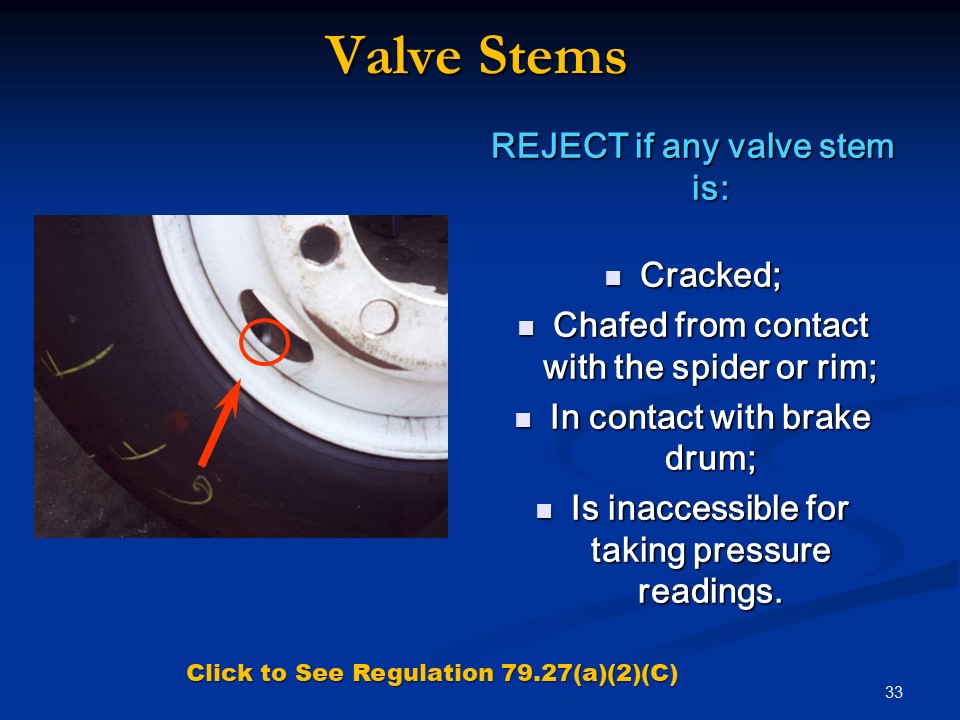 Valve Stems
REJECT if any valve stem
is:
Cracked;
Chafed from contact
with the spider or rim;
In contact with brake
drum;
Is inaccessible for
taking pressure
readings.
Click to See Regulation 79.27(a)(2)(C)
33